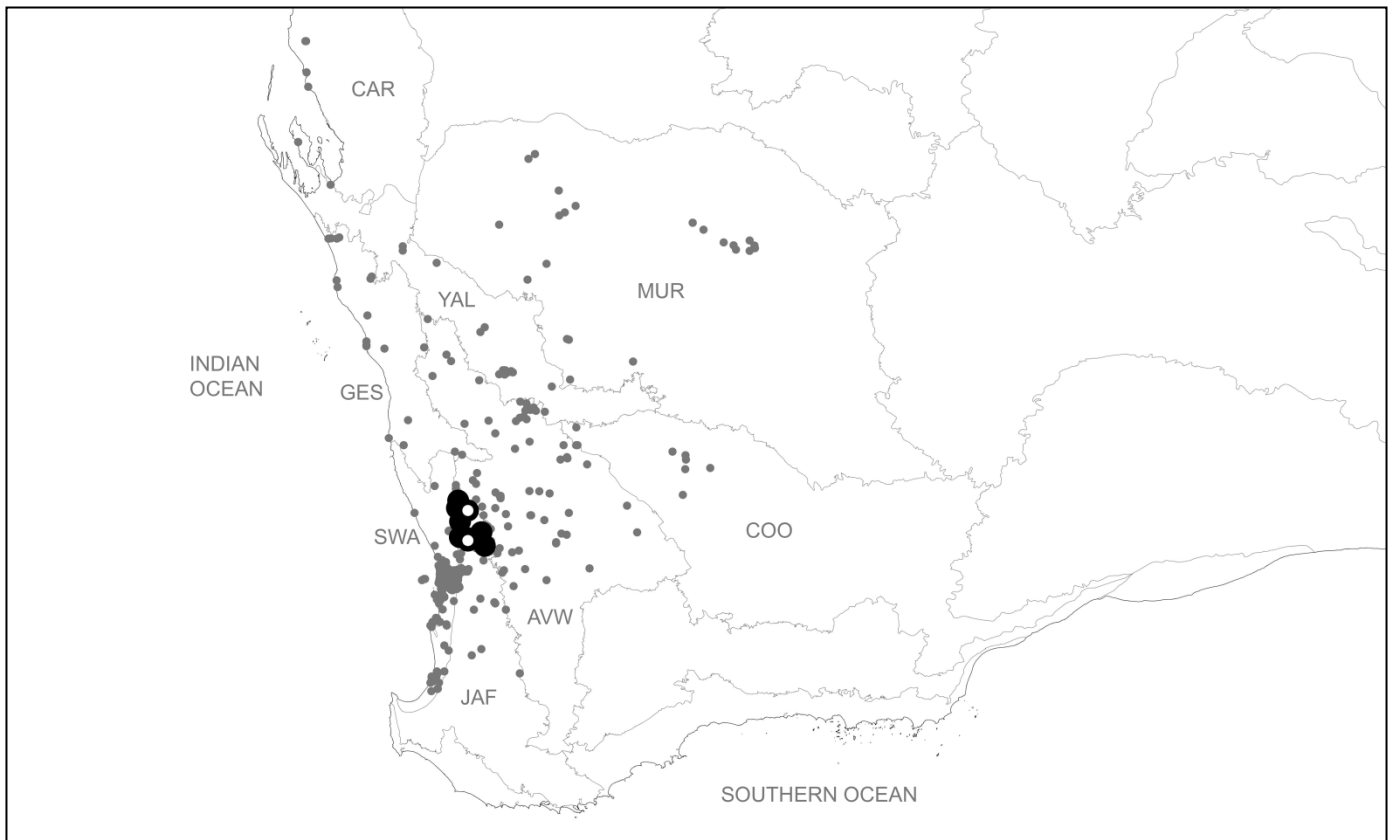 CAR
MUR
YAL
INDIAN
OCEAN
GES
SWA
COO
AVW
JAF
SOUTHERN OCEAN